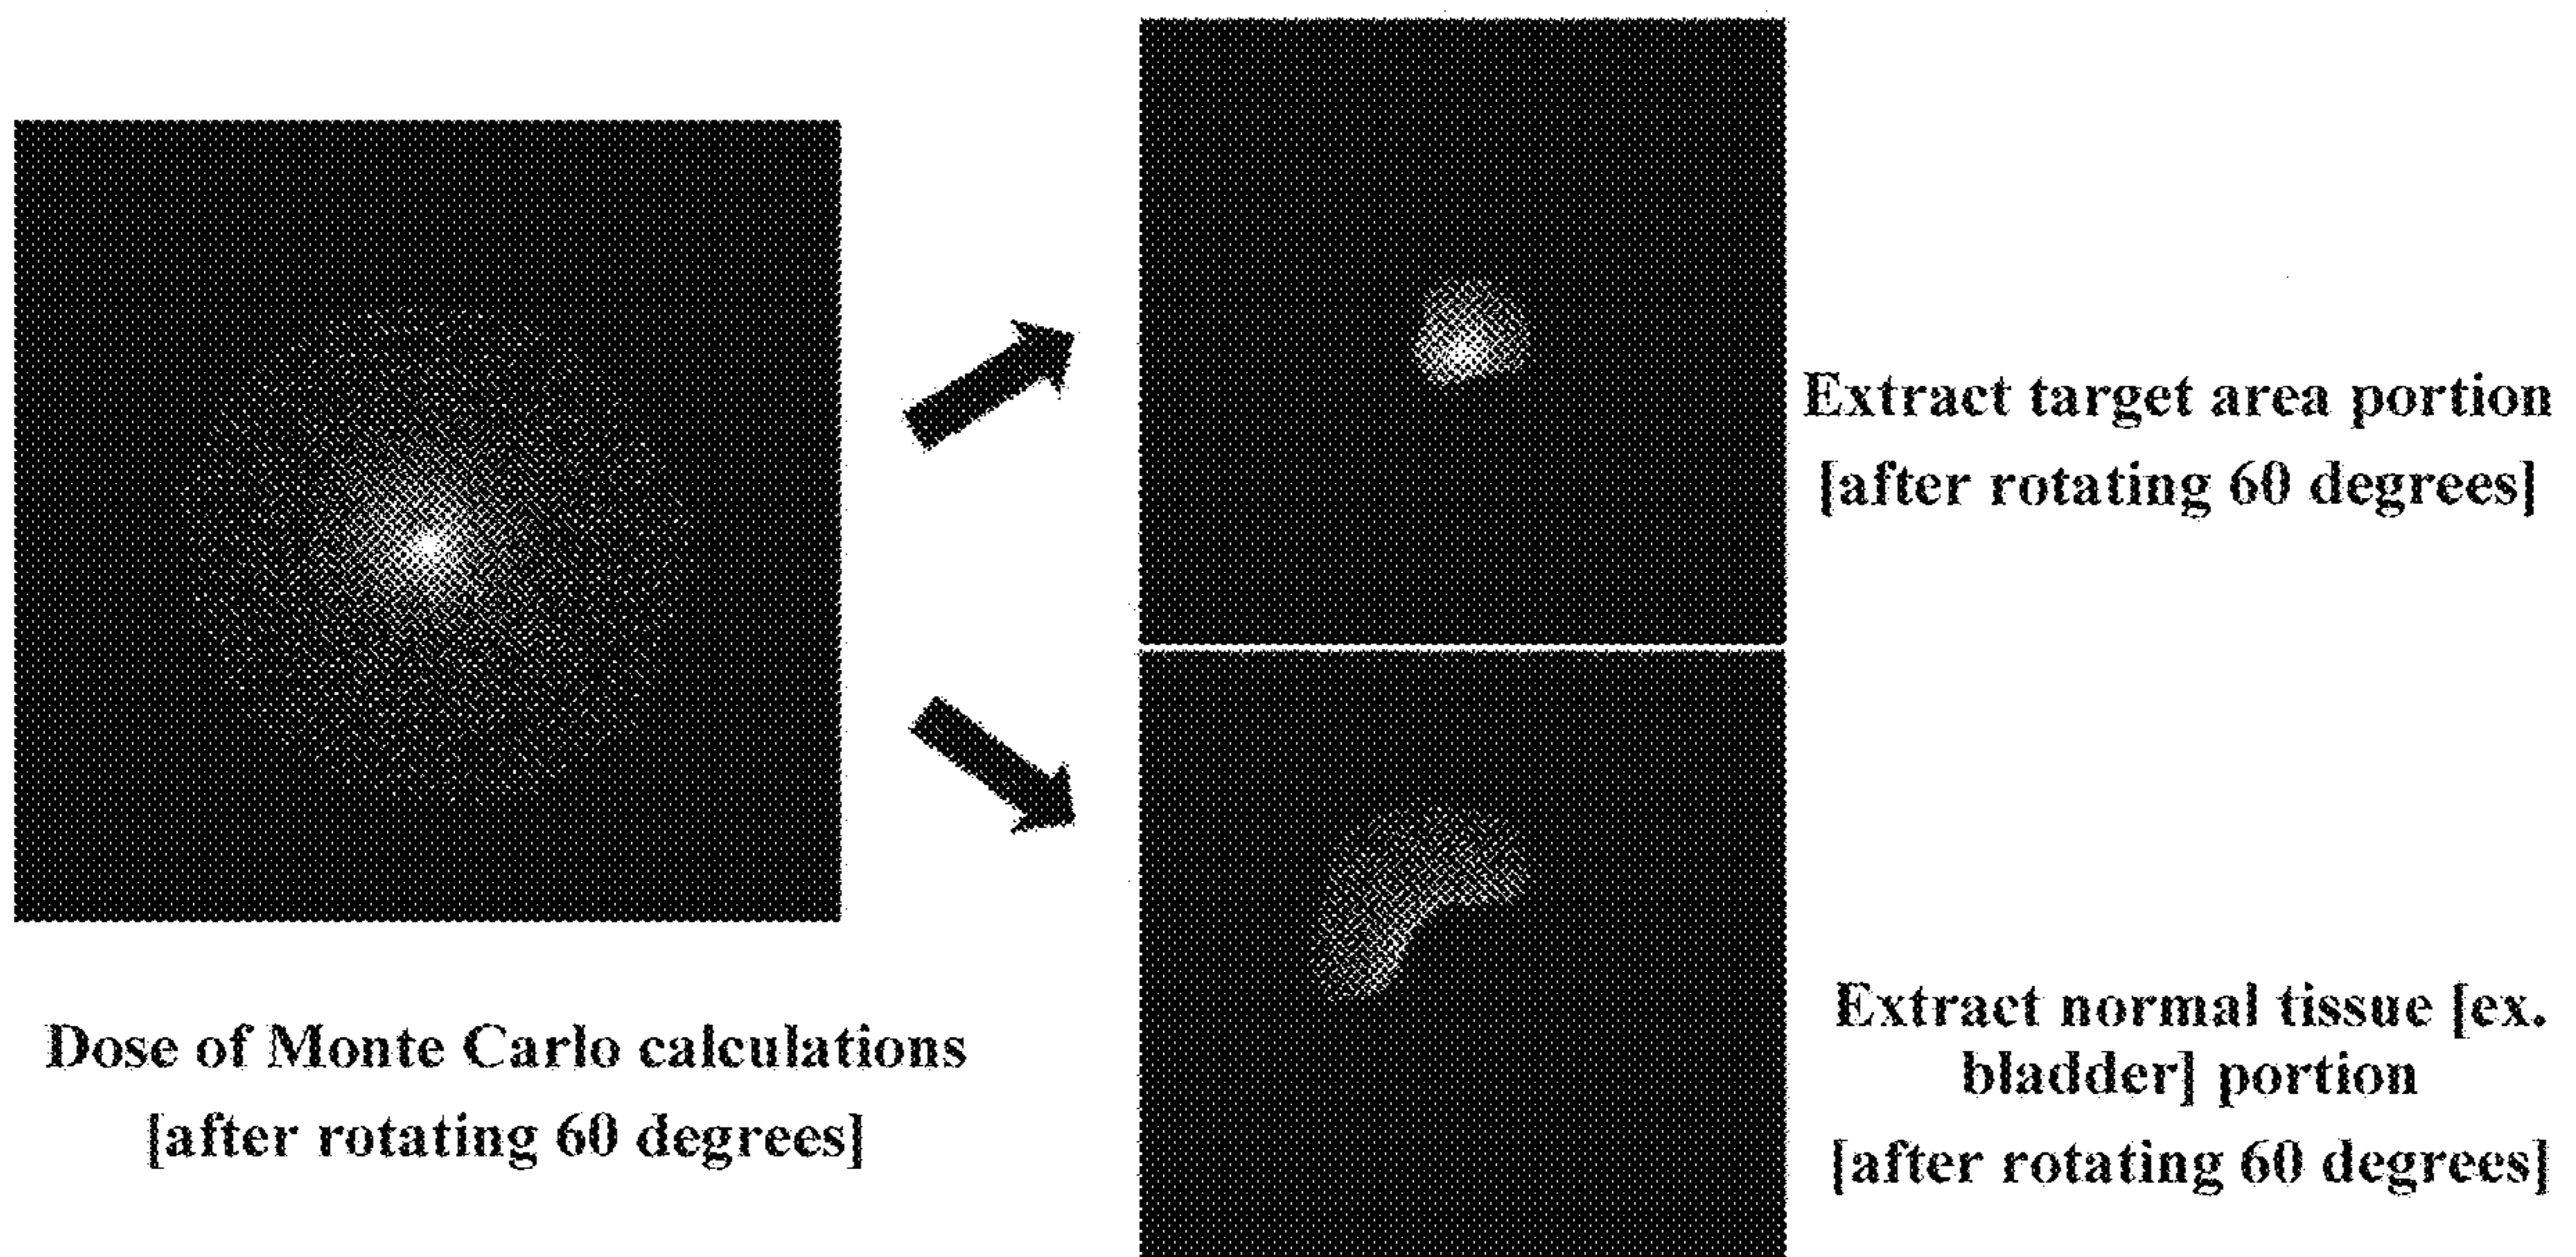 Extract target area portion
[after rotating 60 degrees]
Dose of Monte Carlo calculations
[after rotating 60 degrees]
Extract normal tissue [ex.
bladder] portion
[after rotating 60 degrees]